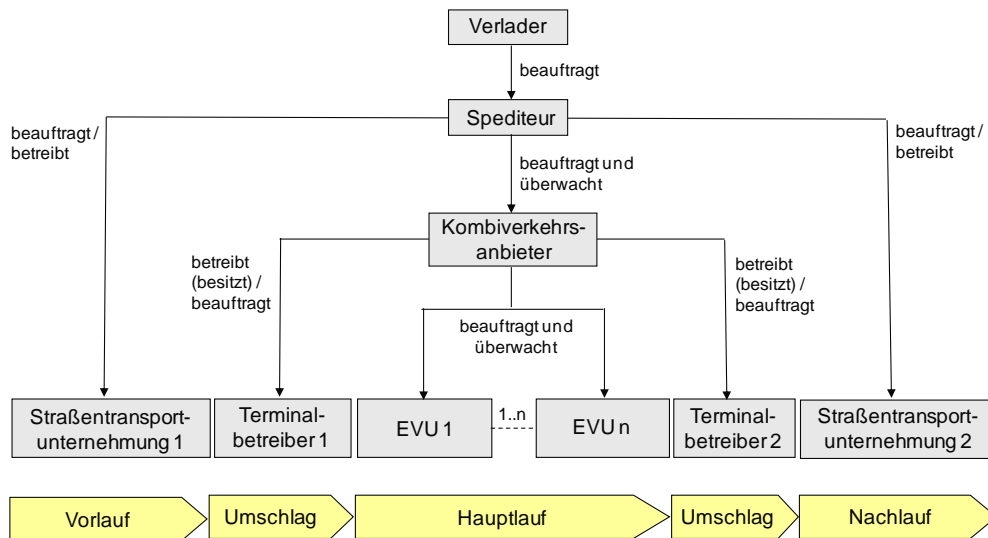 Verlader
beauftragt
Spediteur
beauftragt /
betreibt
beauftragt /
betreibt
beauftragt und
überwacht
Kombiverkehrs-
anbieter
betreibt
(besitzt) /
beauftragt
betreibt
(besitzt) /
beauftragt
beauftragt und
überwacht
Straßentransport-
unternehmung 1
Terminal-
betreiber 1
EVU 1
1..n
EVU n
Terminal-
betreiber 2
Straßentransport-
unternehmung 2
Vorlauf
Umschlag
Hauptlauf
Umschlag
Nachlauf